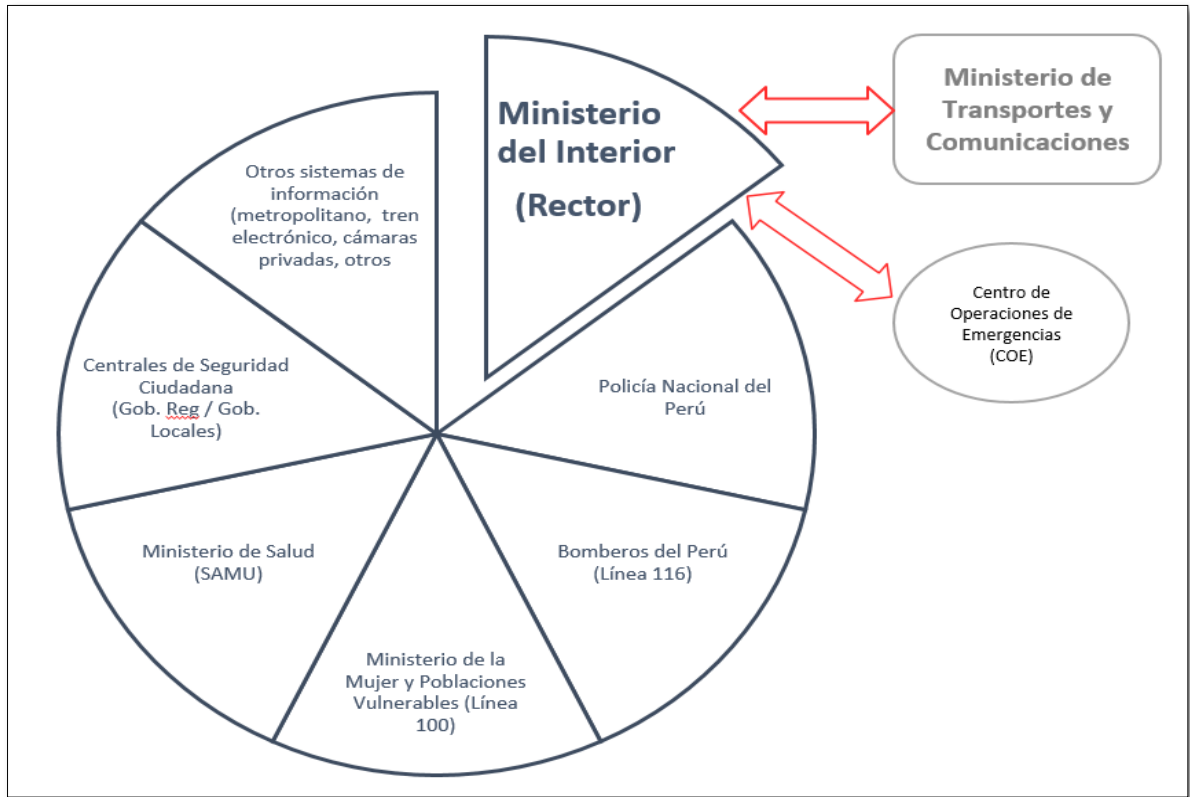 Ministerio
del Interior
(Rector)
Ministerio de
Transportes y
Comunicaciones
Centro de
Operaciones de
Emergencias
(COE)
Policía Nacional del
Perú
Bomberos del Perú
(Línea 116)
Ministerio de la
Mujer y Poblaciones
Vulnerables (Línea
100)
Ministerio de Salud
(SAMU)
Centrales de Seguridad
Ciudadana
(Gob. Reg / Gob.
Locales)
Otros sistemas de
información
(metropolitano, tren
electrónico, cámaras
privadas, otros